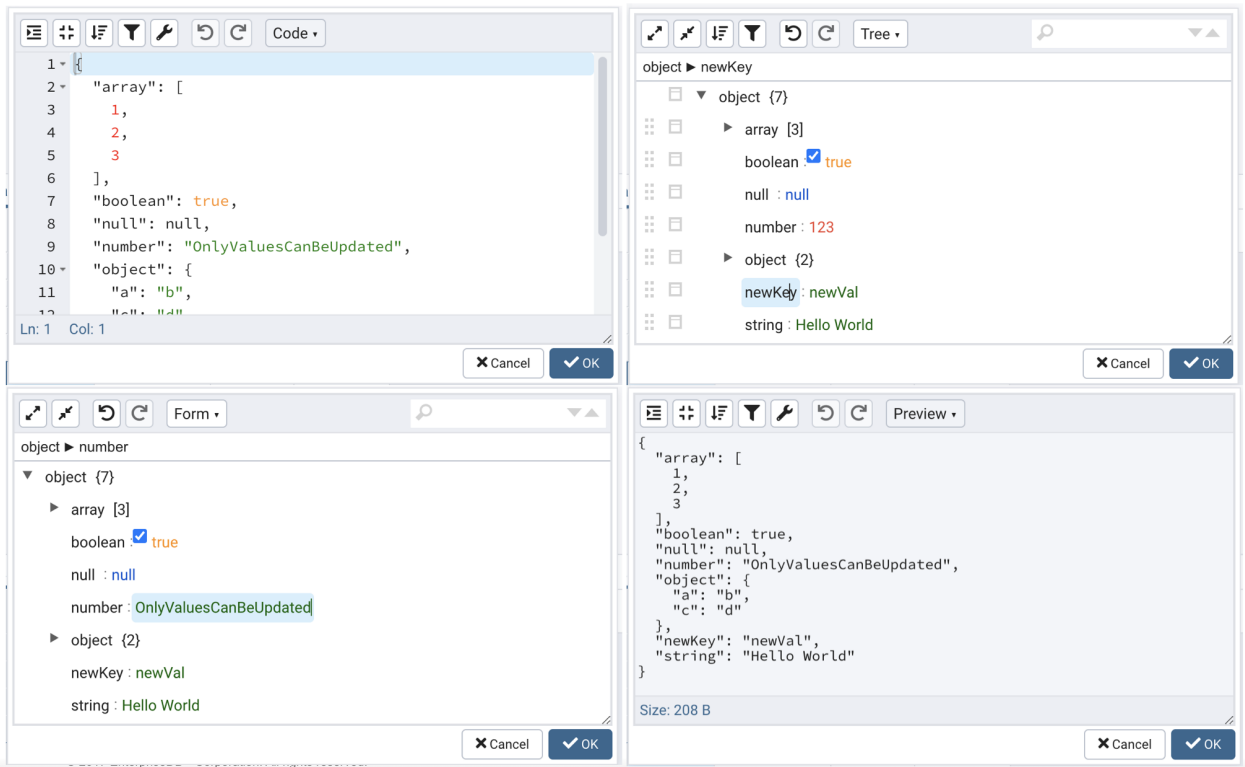 Code ▾
1 {
2 "array": [
3 1,
4 2,
5 3
6 ],
7 "boolean": true,
8 "null": null,
9 "number": "OnlyValuesCanBeUpdated",
10 "object": {
11 "a": "b",
12 "c": "d"
Ln: 1 Col: 1
Cancel OK
Tree ▾
object ► newKey
object {7}
array [3]
boolean : true
null : null
number : 123
object {2}
newKey : newVal
string : Hello World
Cancel OK
Form ▾
object ► number
object {7}
array [3]
boolean : true
null : null
number : OnlyValuesCanBeUpdated
object {2}
newKey : newVal
string : Hello World
Cancel OK
Preview ▾
{
"array": [
1,
2,
3
],
"boolean": true,
"null": null,
"number": "OnlyValuesCanBeUpdated",
"object": {
"a": "b",
"c": "d"
},
"newKey": "newVal",
"string": "Hello World"
}
Size: 208 B
Cancel OK